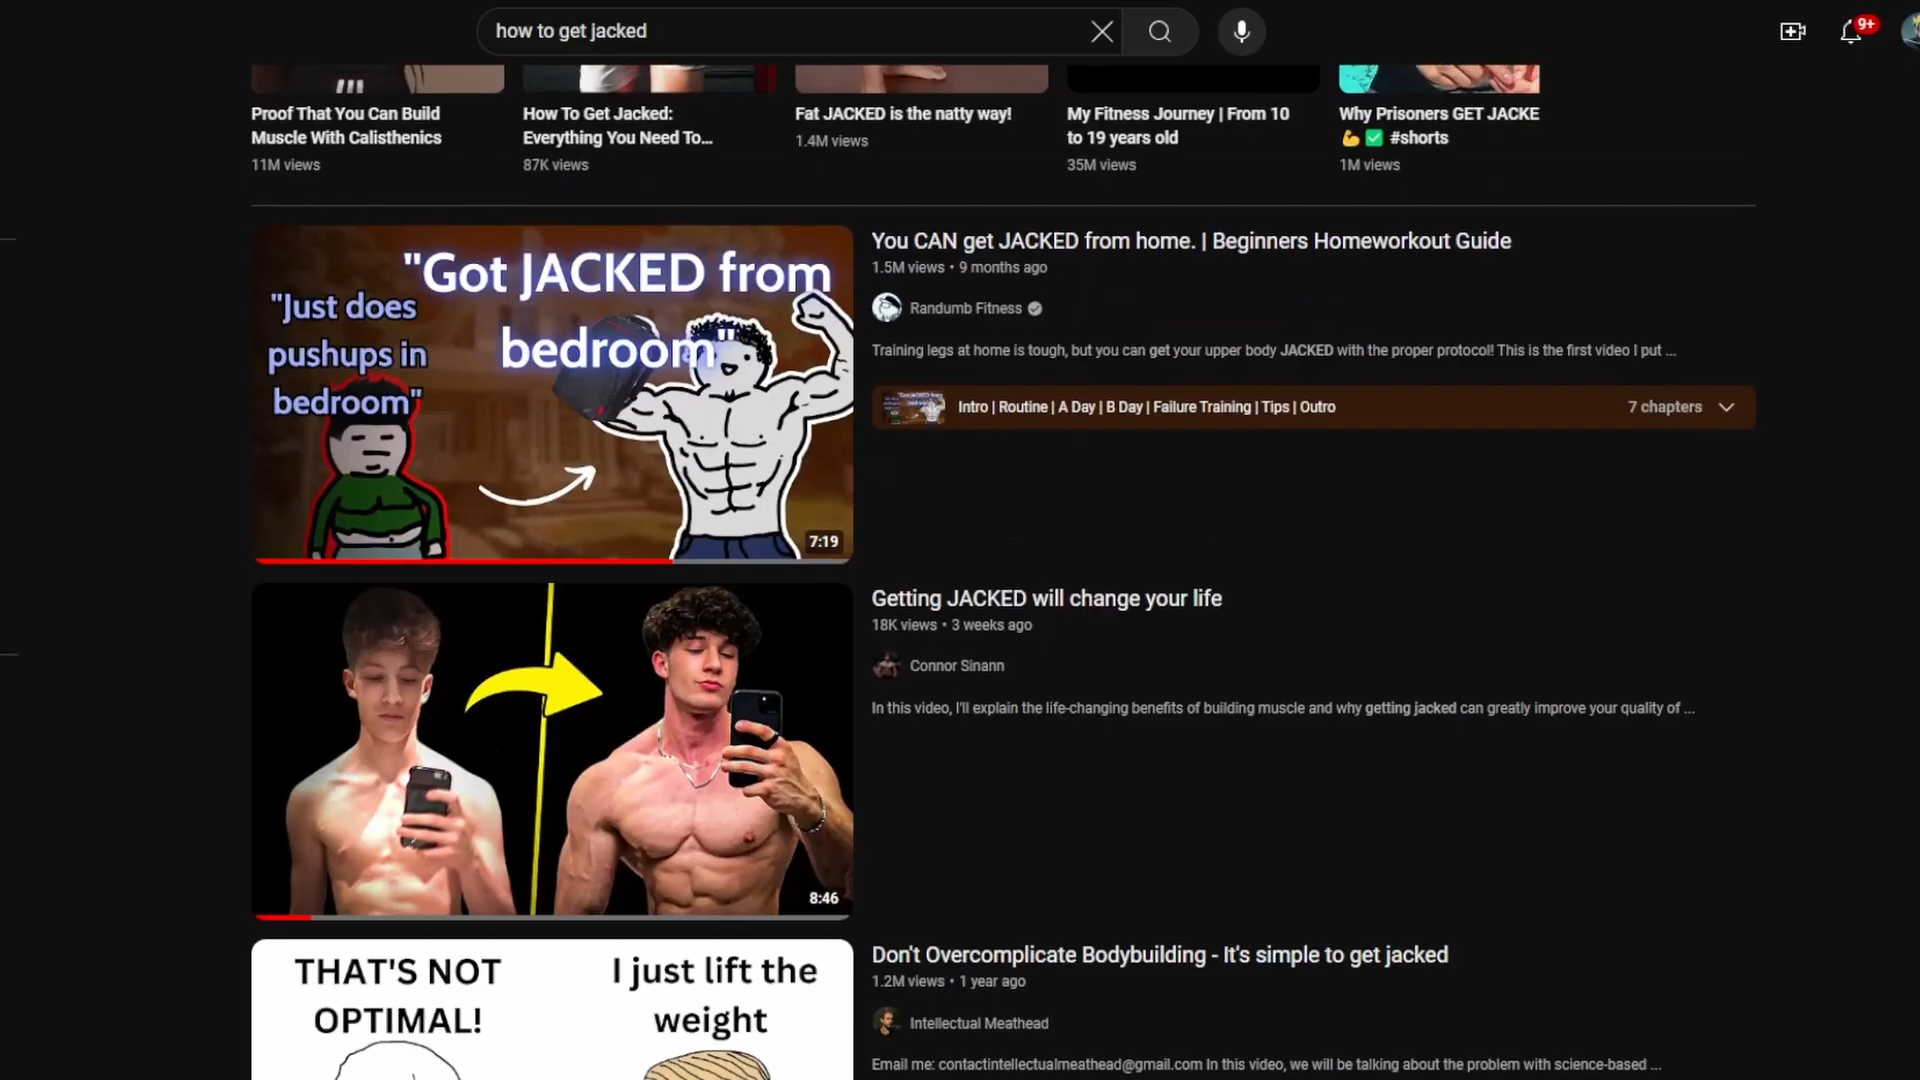 how to get jacked
9+
Proof That You Can Build
Muscle With Calisthenics
11M views
How To Get Jacked:
Everything You Need To...
87K views
Fat JACKED is the natty way!
1.4M views
My Fitness Journey | From 10
to 19 years old
35M views
Why Prisoners GET JACKE
💪 ✅ #shorts
1M views
"Just does
pushups in
bedroom"
"Got JACKED from
bedroom"
7:19
You CAN get JACKED from home. | Beginners Homeworkout Guide
1.5M views • 9 months ago
Randumb Fitness
Training legs at home is tough, but you can get your upper body JACKED with the proper protocol! This is the first video I put ...
Intro | Routine | A Day | B Day | Failure Training | Tips | Outro
7 chapters
8:46
Getting JACKED will change your life
18K views • 3 weeks ago
Connor Sinann
In this video, I'll explain the life-changing benefits of building muscle and why getting jacked can greatly improve your quality of ...
THAT'S NOT
OPTIMAL!
I just lift the
weight
Don't Overcomplicate Bodybuilding - It's simple to get jacked
1.2M views • 1 year ago
Intellectual Meathead
Email me: contactintellectualmeathead@gmail.com In this video, we will be talking about the problem with science-based ...